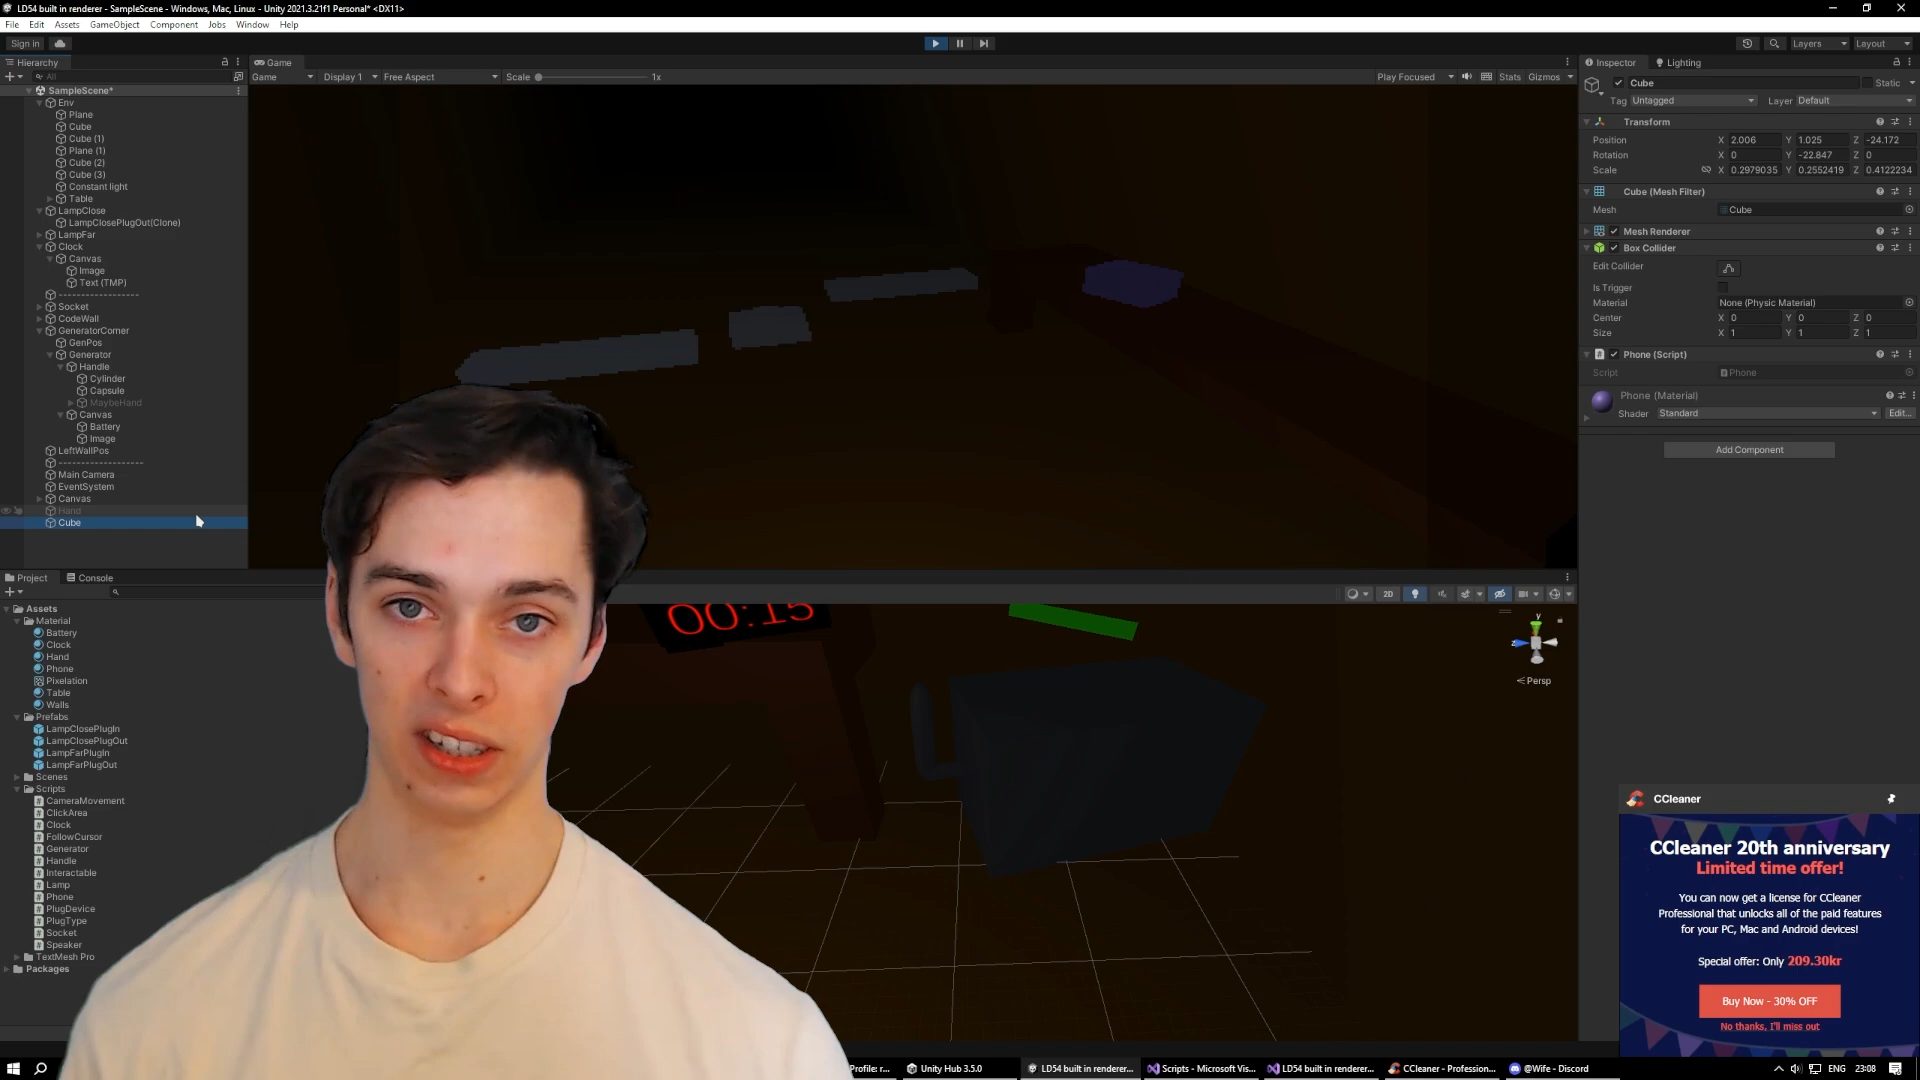 LD54 built in renderer - SampleScene - Windows, Mac, Linux - Unity 2021.3.21f1 Personal* <DX11>
File Edit Assets GameObject Component Jobs Window Help
Sign in
Layers
Layout
Hierarchy
All
SampleScene*
Env
Plane
Cube
Cube (1)
Plane (1)
Cube (2)
Cube (3)
Constant light
Table
LampClose
LampClosePlugOut(Clone)
LampFar
Clock
Canvas
Image
Text (TMP)
-------------------
Socket
CodeWall
GeneratorCorner
GenPos
Generator
Handle
Cylinder
Capsule
MaybeHand
Canvas
Battery
Image
LeftWallPos
--------------------
Main Camera
EventSystem
Canvas
Hand
Cube
Game
Game Display 1 Free Aspect Scale 1x Play Focused Stats Gizmos
Inspector Lighting
Cube Static
Tag Untagged Layer Default
Transform
Position X 2.006 Y 1.025 Z -24.172
Rotation X 0 Y -22.847 Z 0
Scale X 0.2979035 Y 0.2552419 Z 0.4122234
Cube (Mesh Filter)
Mesh Cube
Mesh Renderer
Box Collider
Edit Collider
Is Trigger
Material None (Physic Material)
Center X 0 Y 0 Z 0
Size X 1 Y 1 Z 1
Phone (Script)
Script Phone
Phone (Material)
Shader Standard Edit...
Add Component
Project Console
Assets
Material
Battery
Clock
Hand
Phone
Pixelation
Table
Walls
Prefabs
LampClosePlugIn
LampClosePlugOut
LampFarPlugIn
LampFarPlugOut
Scenes
Scripts
CameraMovement
ClickArea
Clock
FollowCursor
Generator
Handle
Interactable
Lamp
Phone
PlugDevice
PlugType
Socket
Speaker
TextMesh Pro
Packages
2D
00:15
y
Persp
CCleaner
CCleaner 20th anniversary
Limited time offer!
You can now get a license for CCleaner
Professional that unlocks all of the paid features
for your PC, Mac and Android devices!
Special offer: Only 209.30kr
Buy Now - 30% OFF
No thanks, I'll miss out
Profile: r...
Unity Hub 3.5.0
LD54 built in renderer...
Scripts - Microsoft Vis...
LD54 built in renderer...
CCleaner - Profession...
@Wife - Discord
ENG 23:08